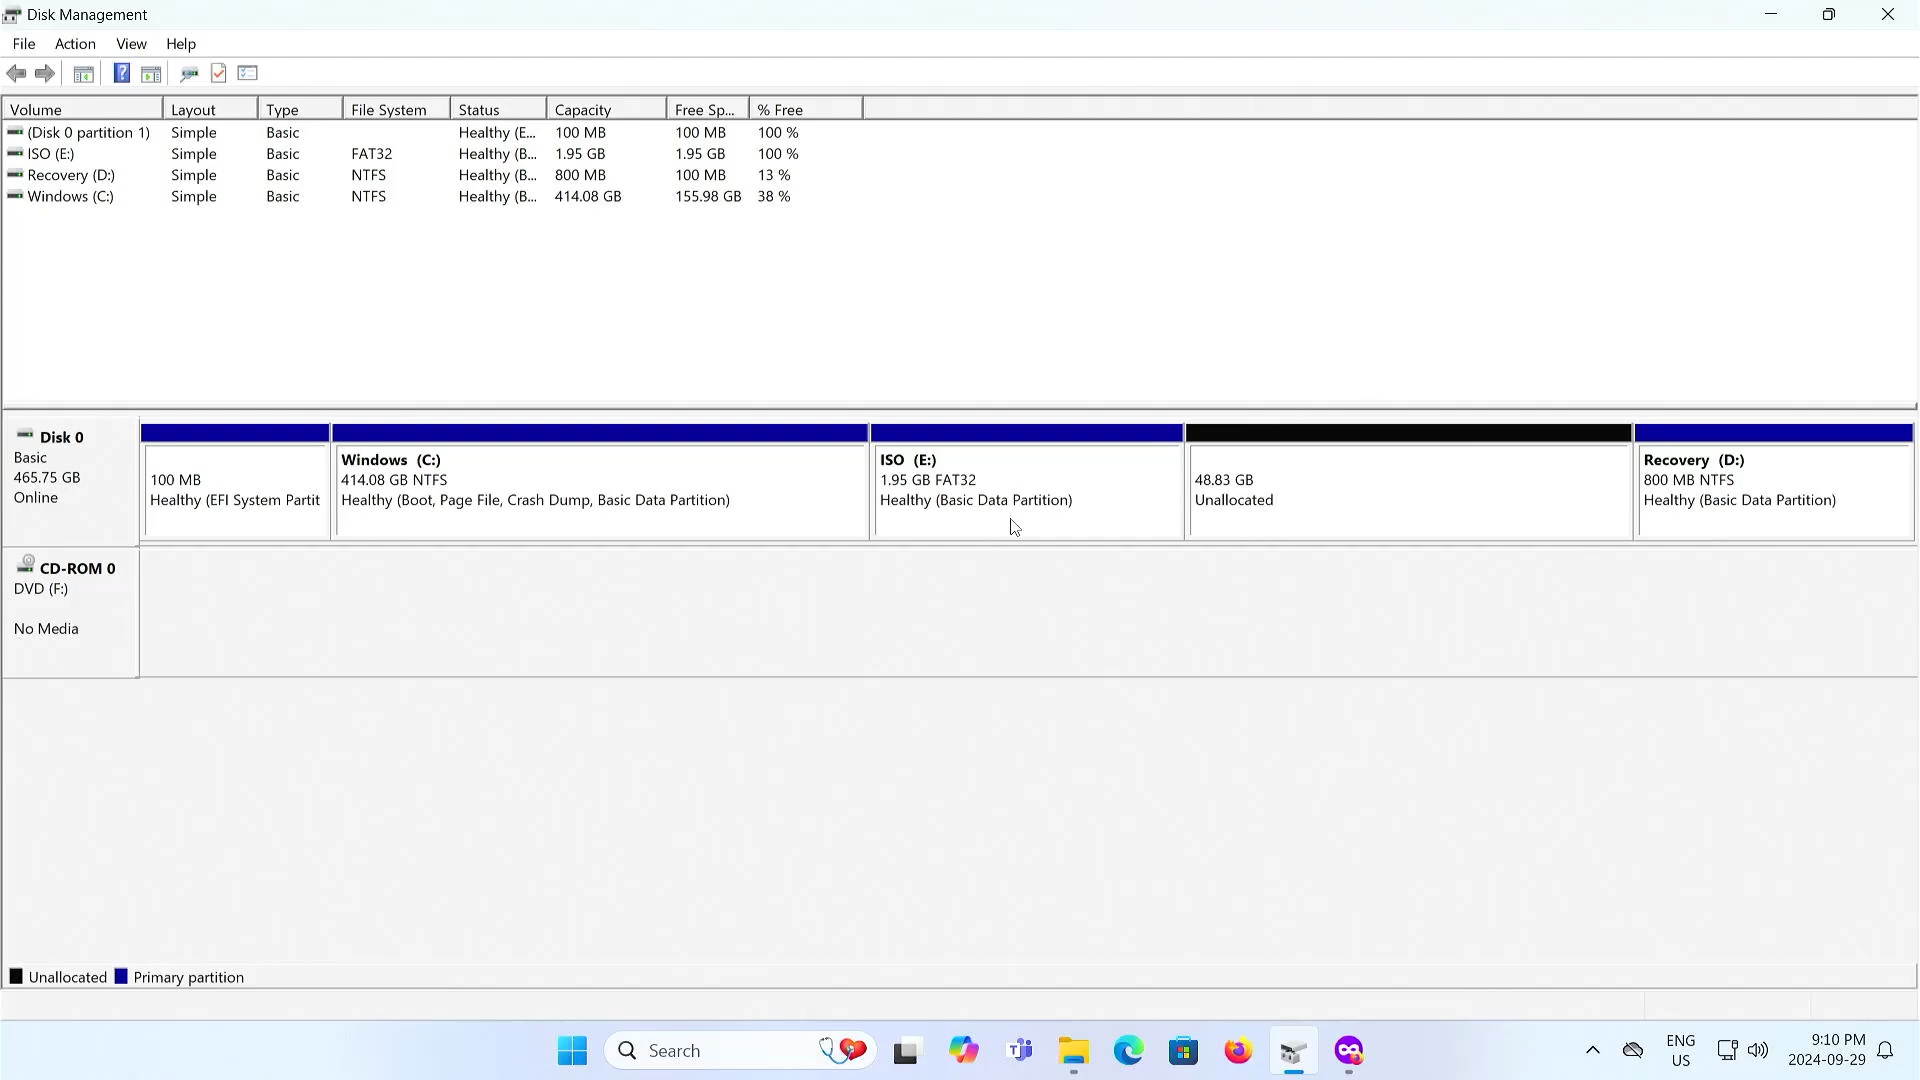 Disk Management
File Action View Help
Volume Layout Type File System Status Capacity Free Sp... % Free
(Disk 0 partition 1) Simple Basic Healthy (E... 100 MB 100 MB 100 %
ISO (E:) Simple Basic FAT32 Healthy (B... 1.95 GB 1.95 GB 100 %
Recovery (D:) Simple Basic NTFS Healthy (B... 800 MB 100 MB 13 %
Windows (C:) Simple Basic NTFS Healthy (B... 414.08 GB 155.98 GB 38 %
Disk 0
Basic
465.75 GB
Online
100 MB
Healthy (EFI System Partit
Windows (C:)
414.08 GB NTFS
Healthy (Boot, Page File, Crash Dump, Basic Data Partition)
ISO (E:)
1.95 GB FAT32
Healthy (Basic Data Partition)
48.83 GB
Unallocated
Recovery (D:)
800 MB NTFS
Healthy (Basic Data Partition)
CD-ROM 0
DVD (F:)
No Media
Unallocated Primary partition
Search
ENG
US
9:10 PM
2024-09-29